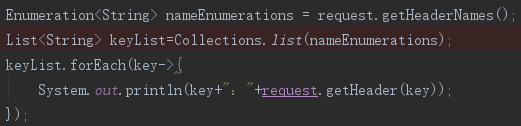 Enumeration<String> nameEnumerations = request.getHeaderNames();
List<String> keyList=Collections.list(nameEnumerations);
keyList.forEach(key->{
    System.out.println(key+"："+request.getHeader(key));
});